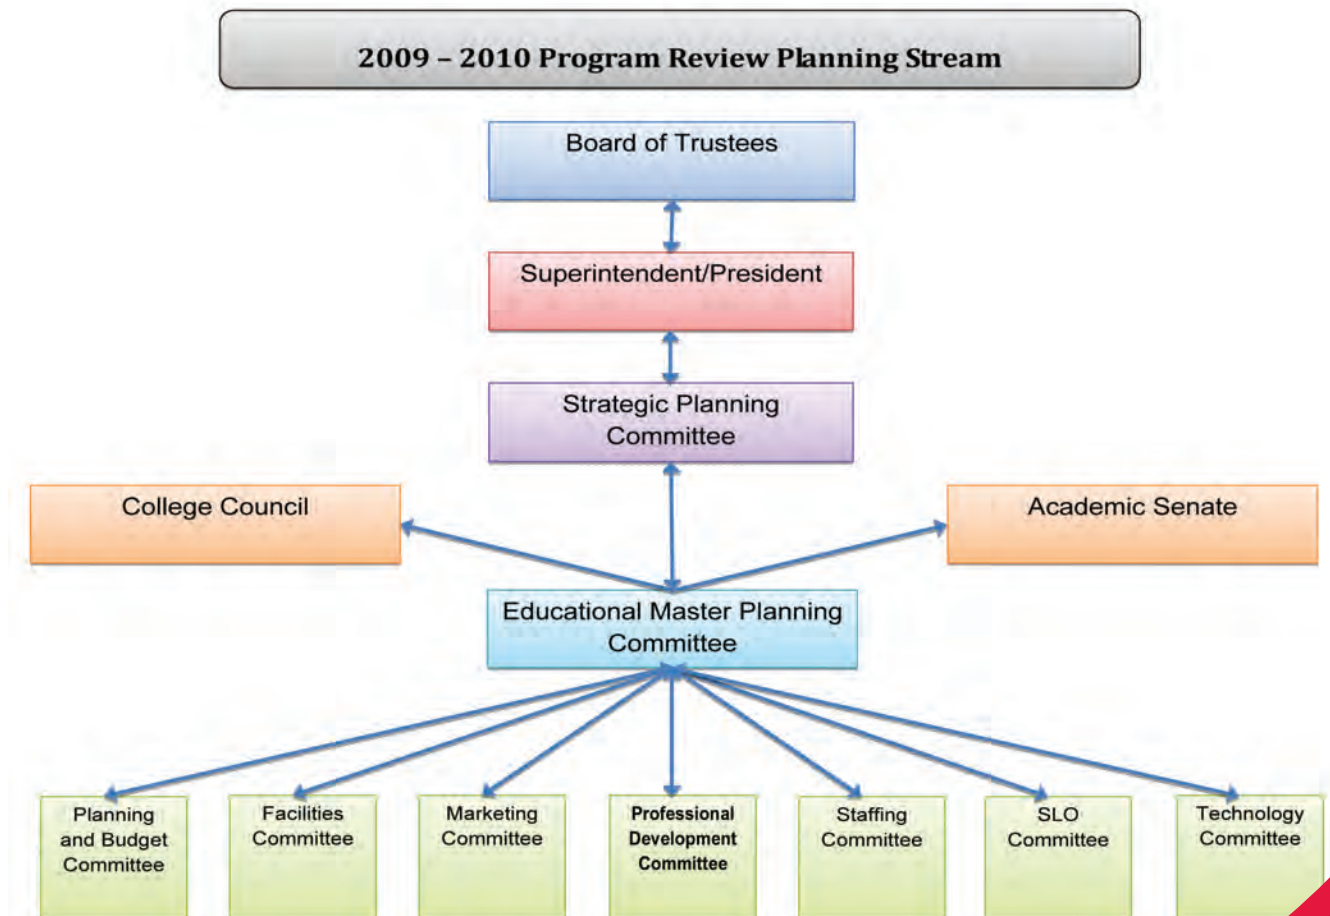 2009 – 2010 Program Review Planning Stream
Board of Trustees
Superintendent/President
Strategic Planning
Committee
College Council
Academic Senate
Educational Master Planning
Committee
Planning
and Budget
Committee
Facilities
Committee
Marketing
Committee
Professional
Development
Committee
Staffing
Committee
SLO
Committee
Technology
Committee